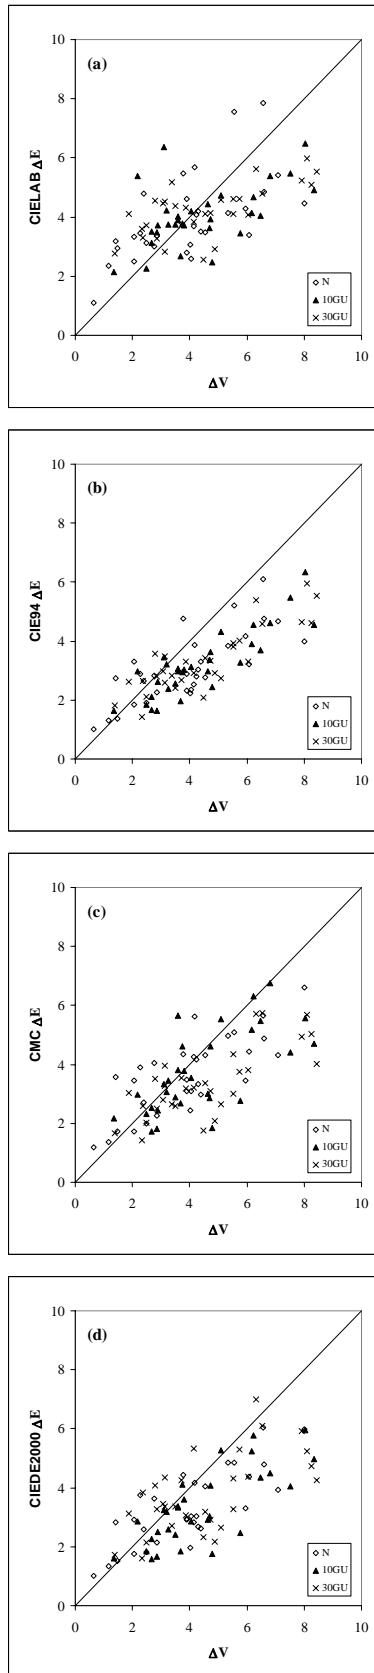 (a)
CIELAB ΔE
10
8
6
4
2
0
0 2 4 6 8 10
ΔV
N
10GU
30GU
(b)
CIE94 ΔE
10
8
6
4
2
0
0 2 4 6 8 10
ΔV
N
10GU
30GU
(c)
CMC ΔE
10
8
6
4
2
0
0 2 4 6 8 10
ΔV
N
10GU
30GU
(d)
CIEDE2000 ΔE
10
8
6
4
2
0
0 2 4 6 8 10
ΔV
N
10GU
30GU